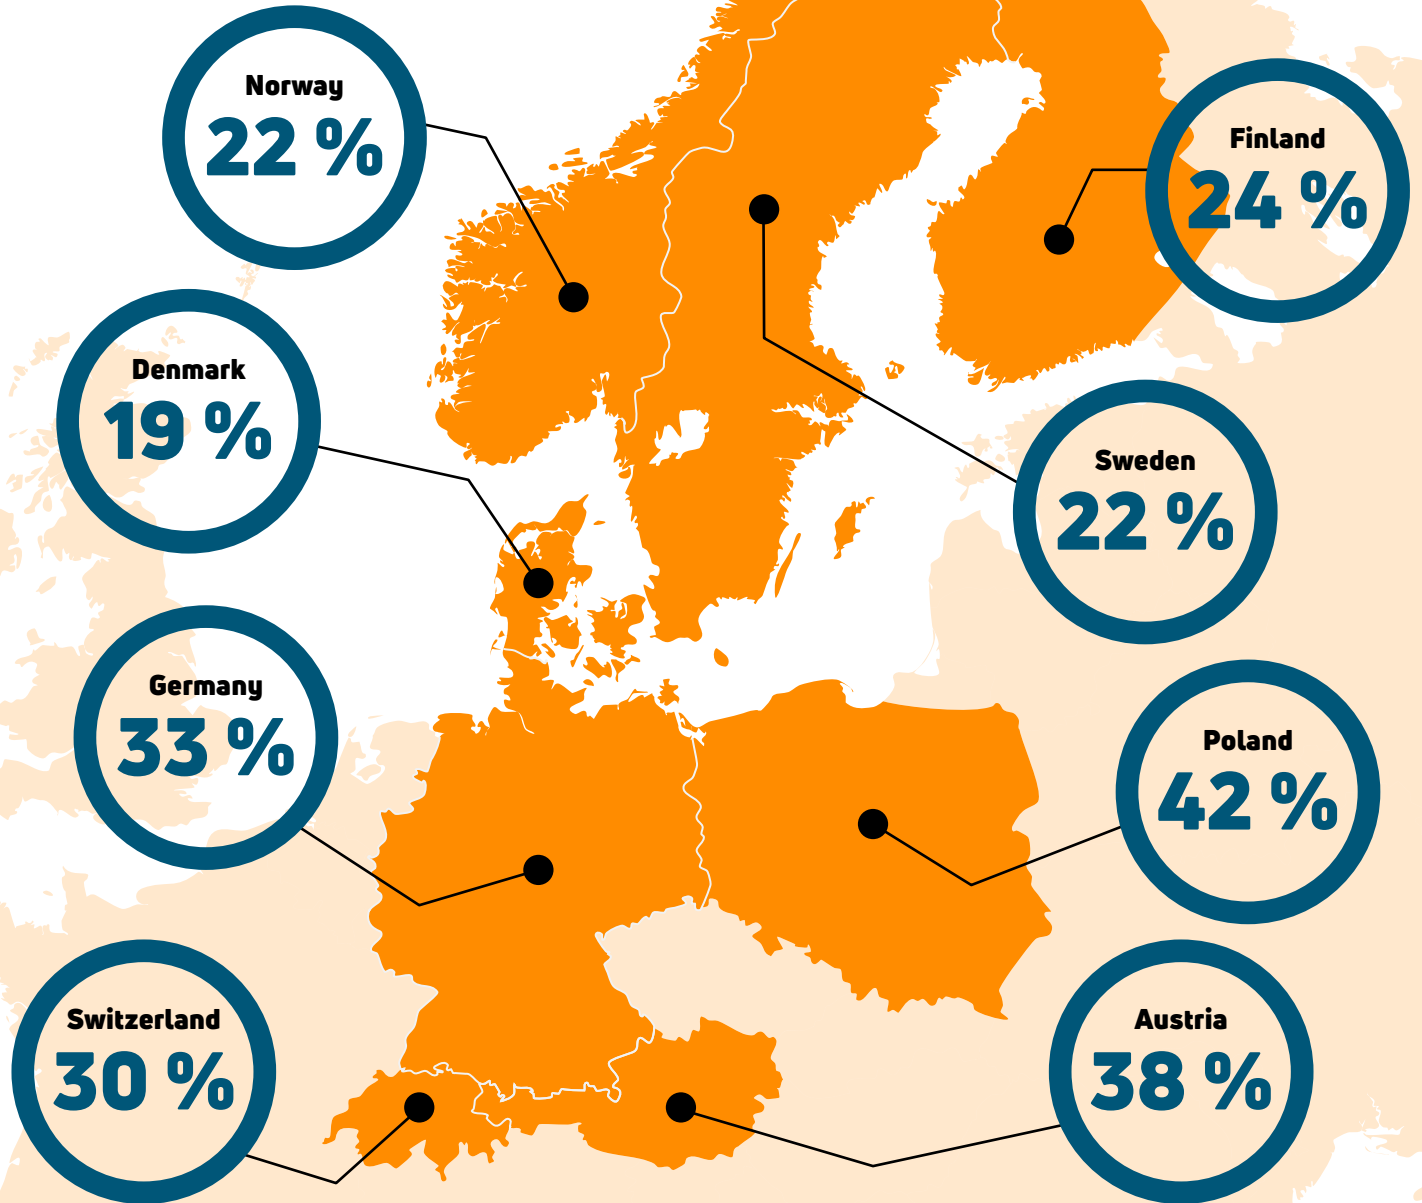 Norway
22 %
Finland
24 %
Denmark
19 %
Sweden
22 %
Germany
33 %
Poland
42 %
Switzerland
30 %
Austria
38 %